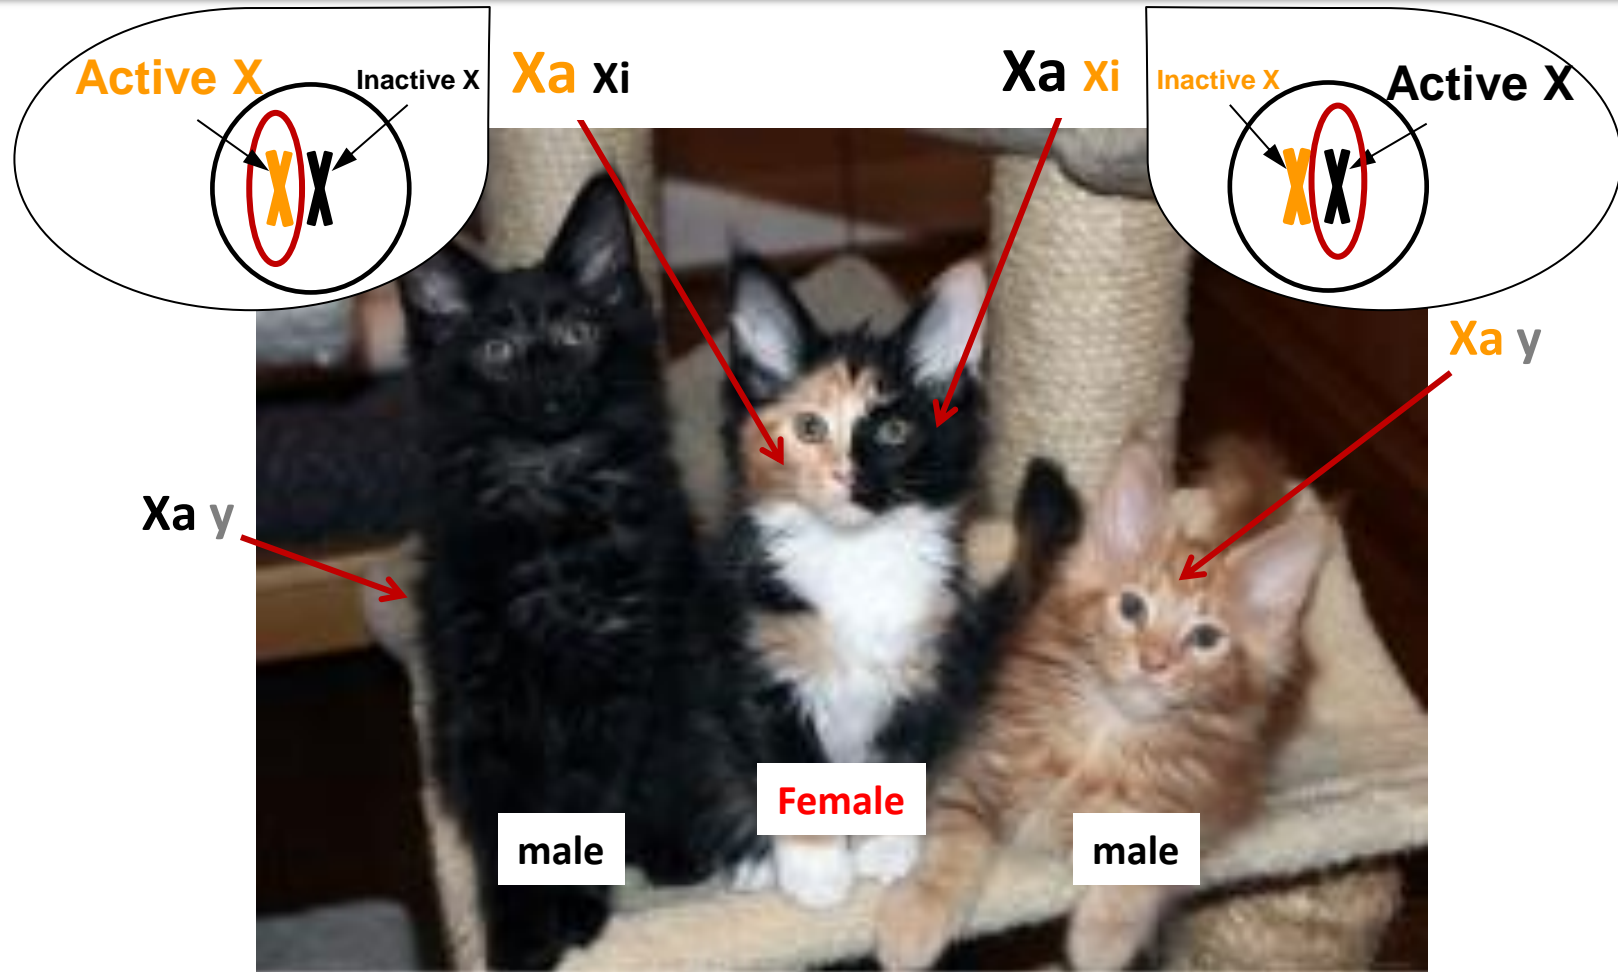 Active X
Inactive X
Xa Xi
Xa Xi
Inactive X
Active X
Xa y
Xa y
Female
male
male